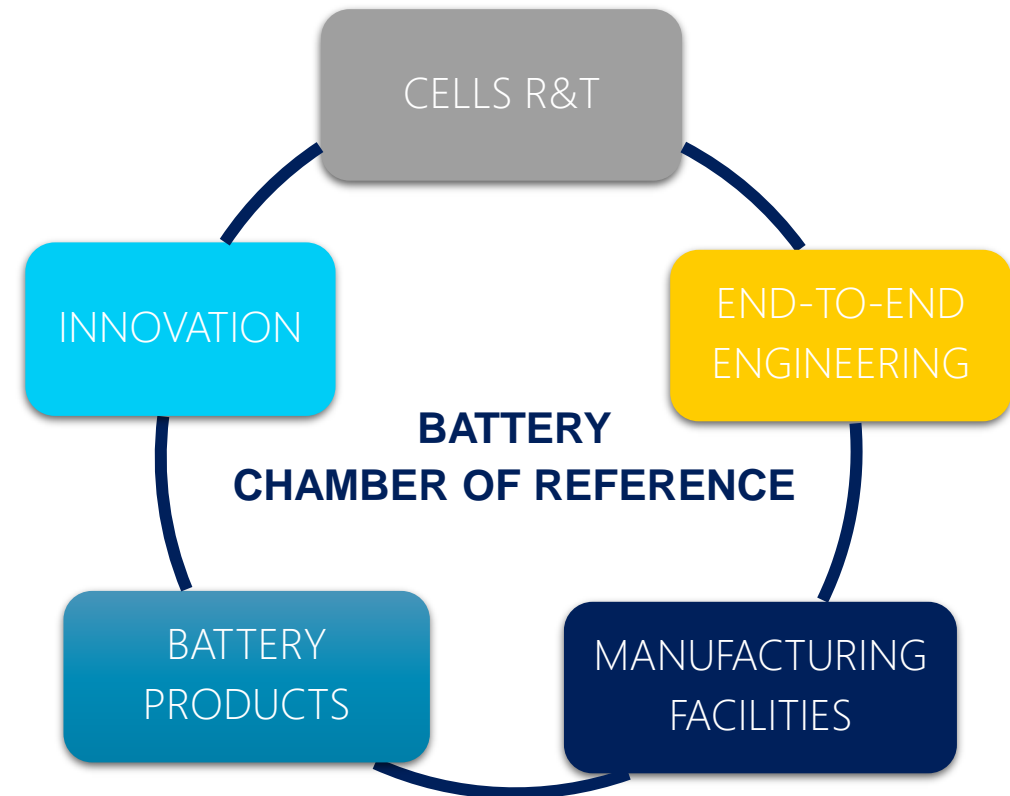 CELLS R&T
INNOVATION
END-TO-END
ENGINEERING
BATTERY
CHAMBER OF REFERENCE
BATTERY
PRODUCTS
MANUFACTURING
FACILITIES